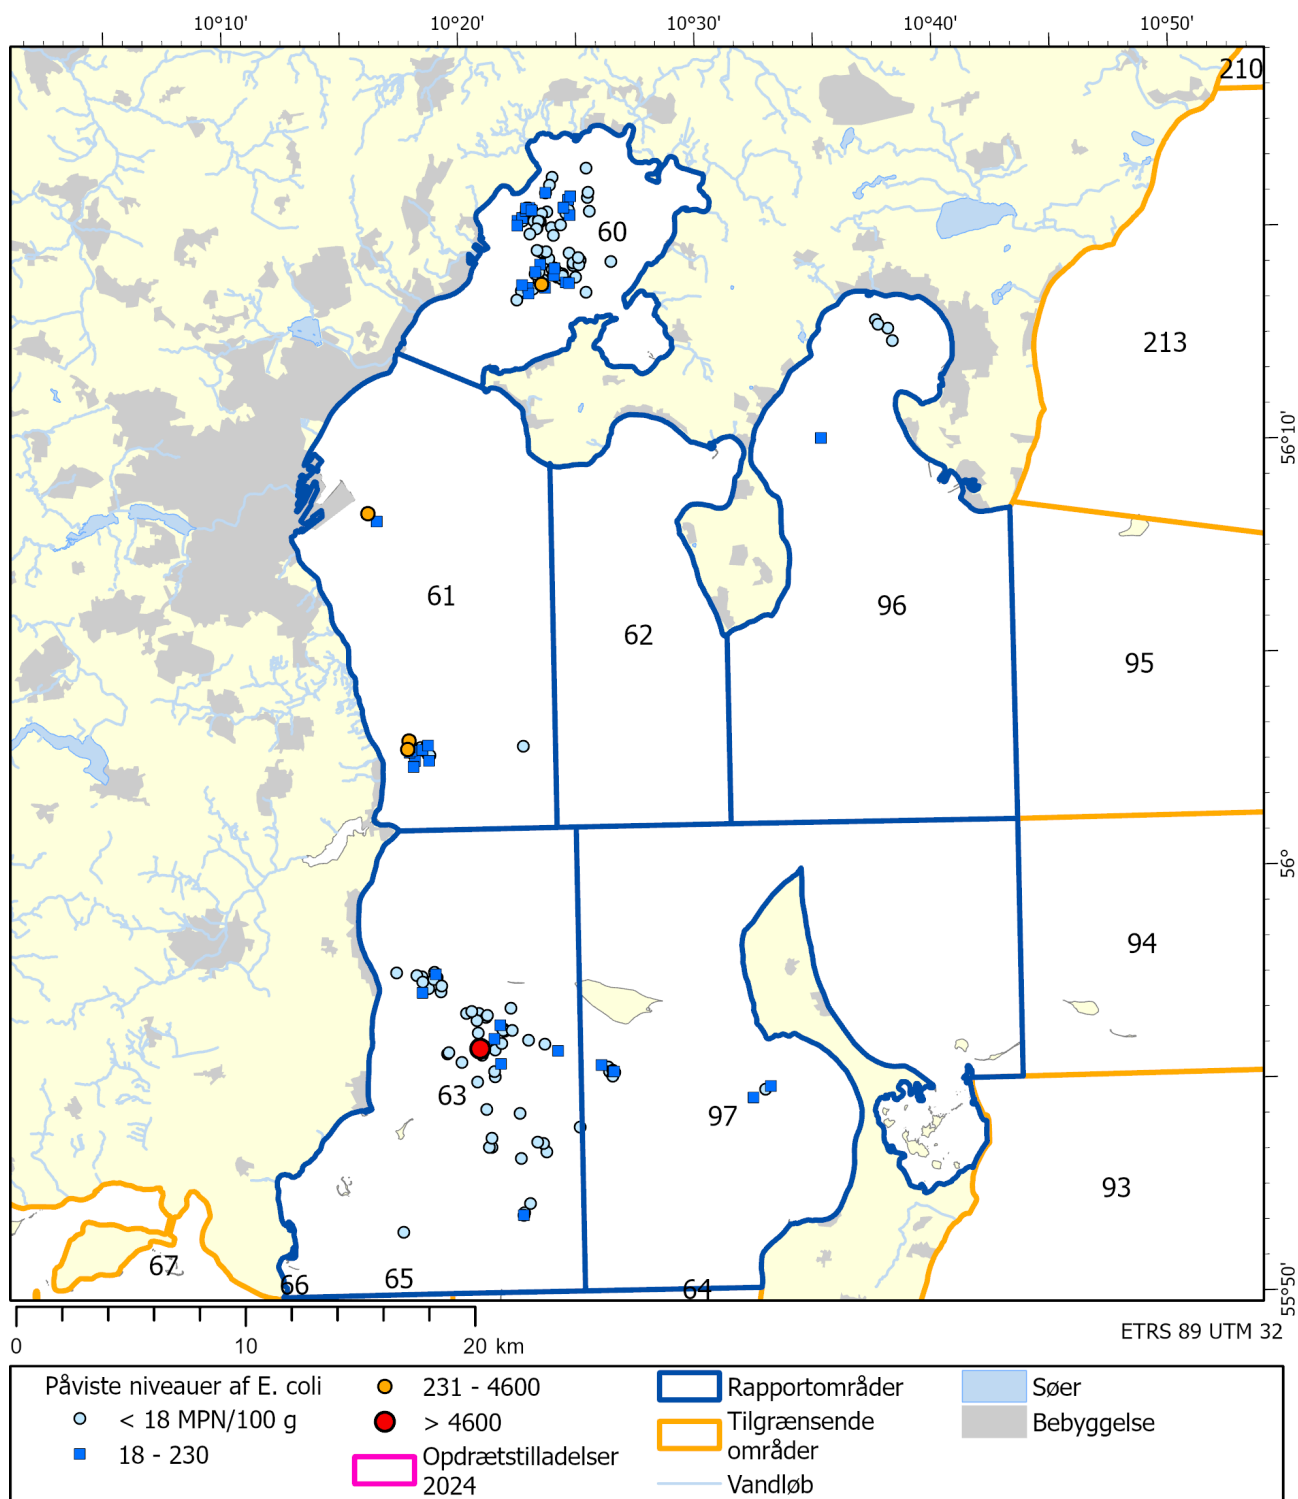 10°10'
10°20'
10°30'
10°40'
10°50'
210
60
213
56°10'
61
62
96
95
56°
94
63
97
93
67
66
65
64
55°50'
0
10
20 km
ETRS 89 UTM 32
Påviste niveauer af E. coli
< 18 MPN/100 g
18 - 230
231 - 4600
> 4600
Opdrætstilladelser
2024
Rapportområder
Tilgrænsende
områder
Vandløb
Søer
Bebyggelse